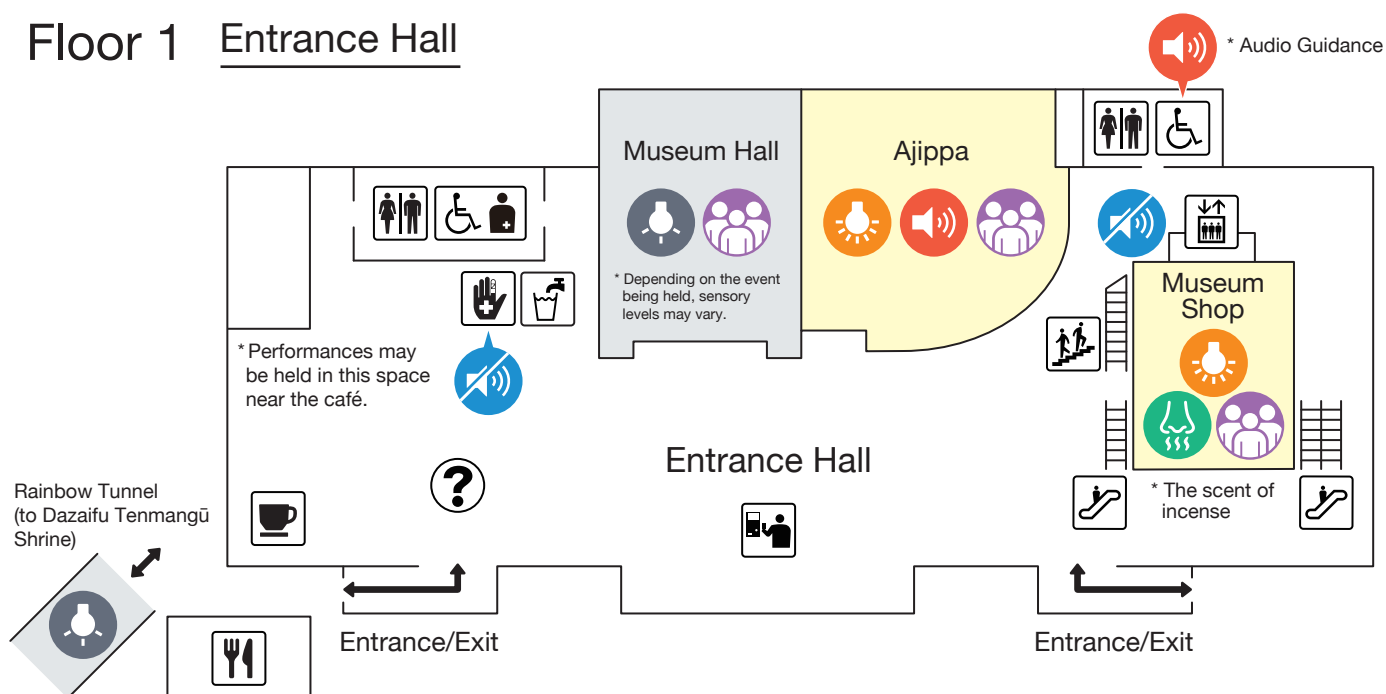 Floor 1 Entrance Hall
* Audio Guidance
Museum Hall
* Depending on the event
being held, sensory
levels may vary.
Ajippa
Museum
Shop
* The scent of
incense
* Performances may
be held in this space
near the café.
?
Entrance Hall
Rainbow Tunnel
(to Dazaifu Tenmangū
Shrine)
Entrance/Exit
Entrance/Exit